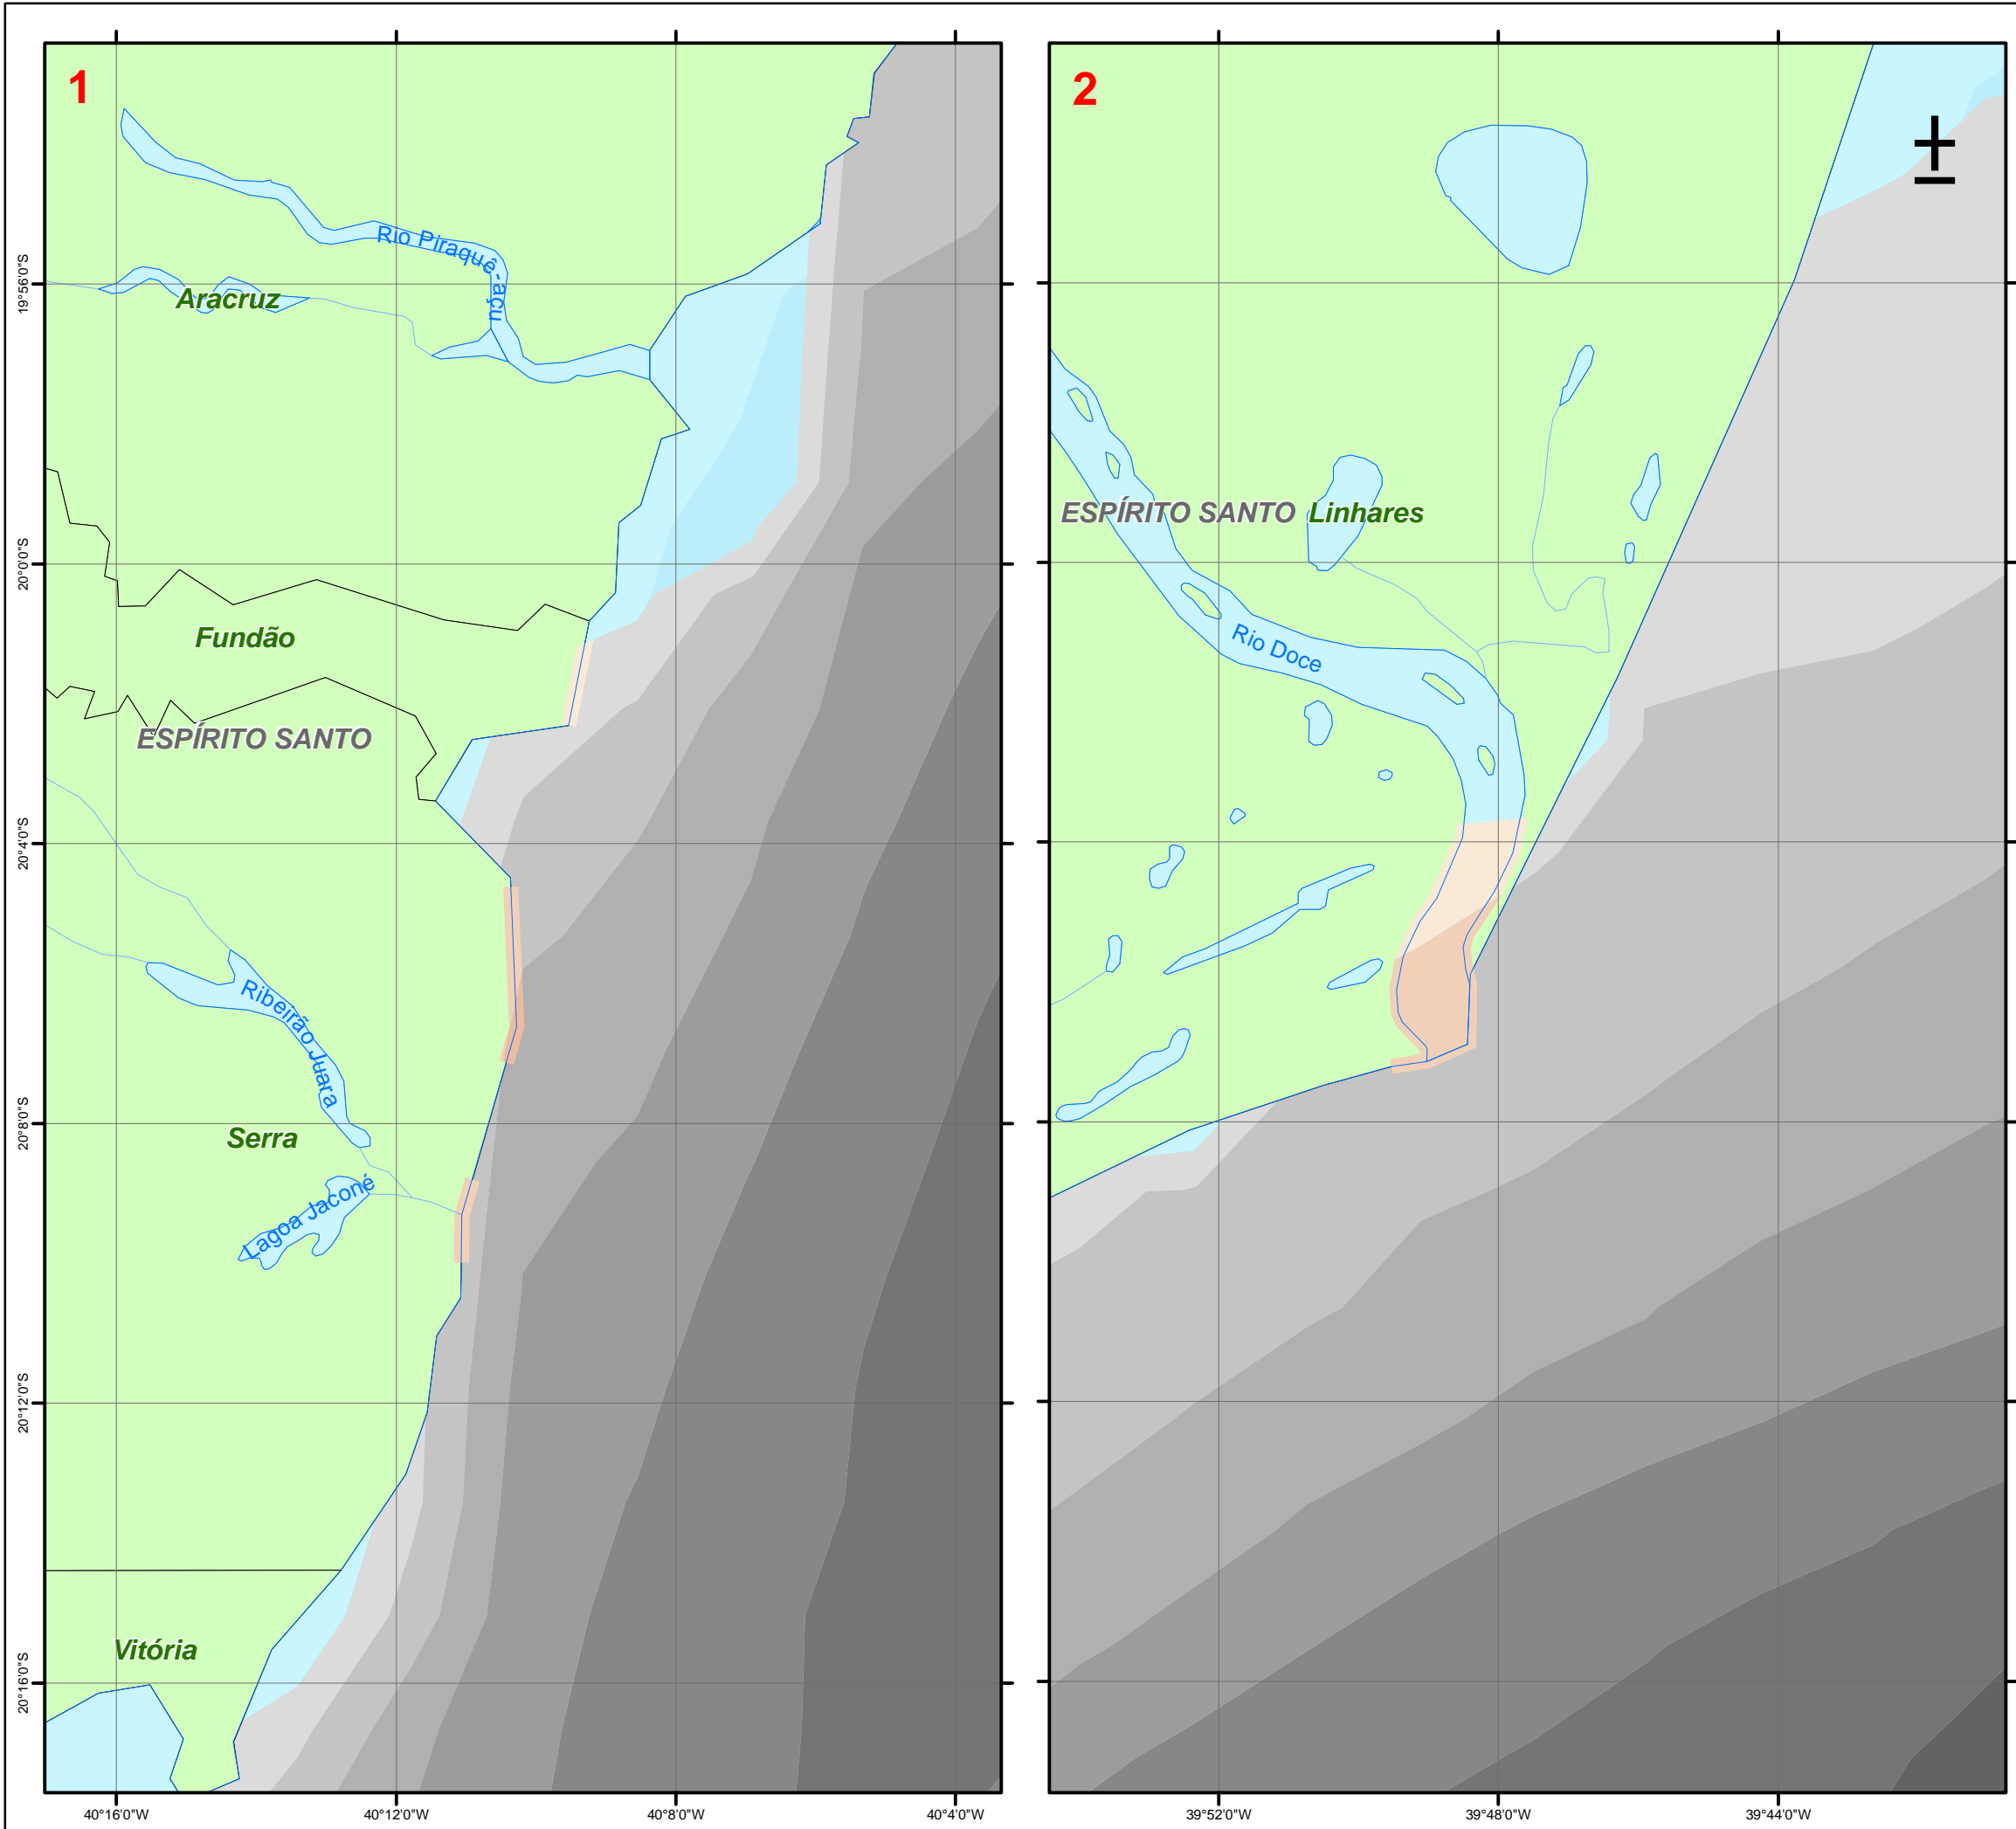 1
Rio Piraquê-açu
Aracruz
Fundão
ESPÍRITO SANTO
Ribeirão Juara
Serra
Lagoa Jaconé
Vitória
19°56'0"S
20°0'0"S
20°4'0"S
20°8'0"S
20°12'0"S
20°16'0"S
40°16'0"W
40°12'0"W
40°8'0"W
40°4'0"W
2
ESPÍRITO SANTO
Linhares
Rio Doce
39°52'0"W
39°48'0"W
39°44'0"W